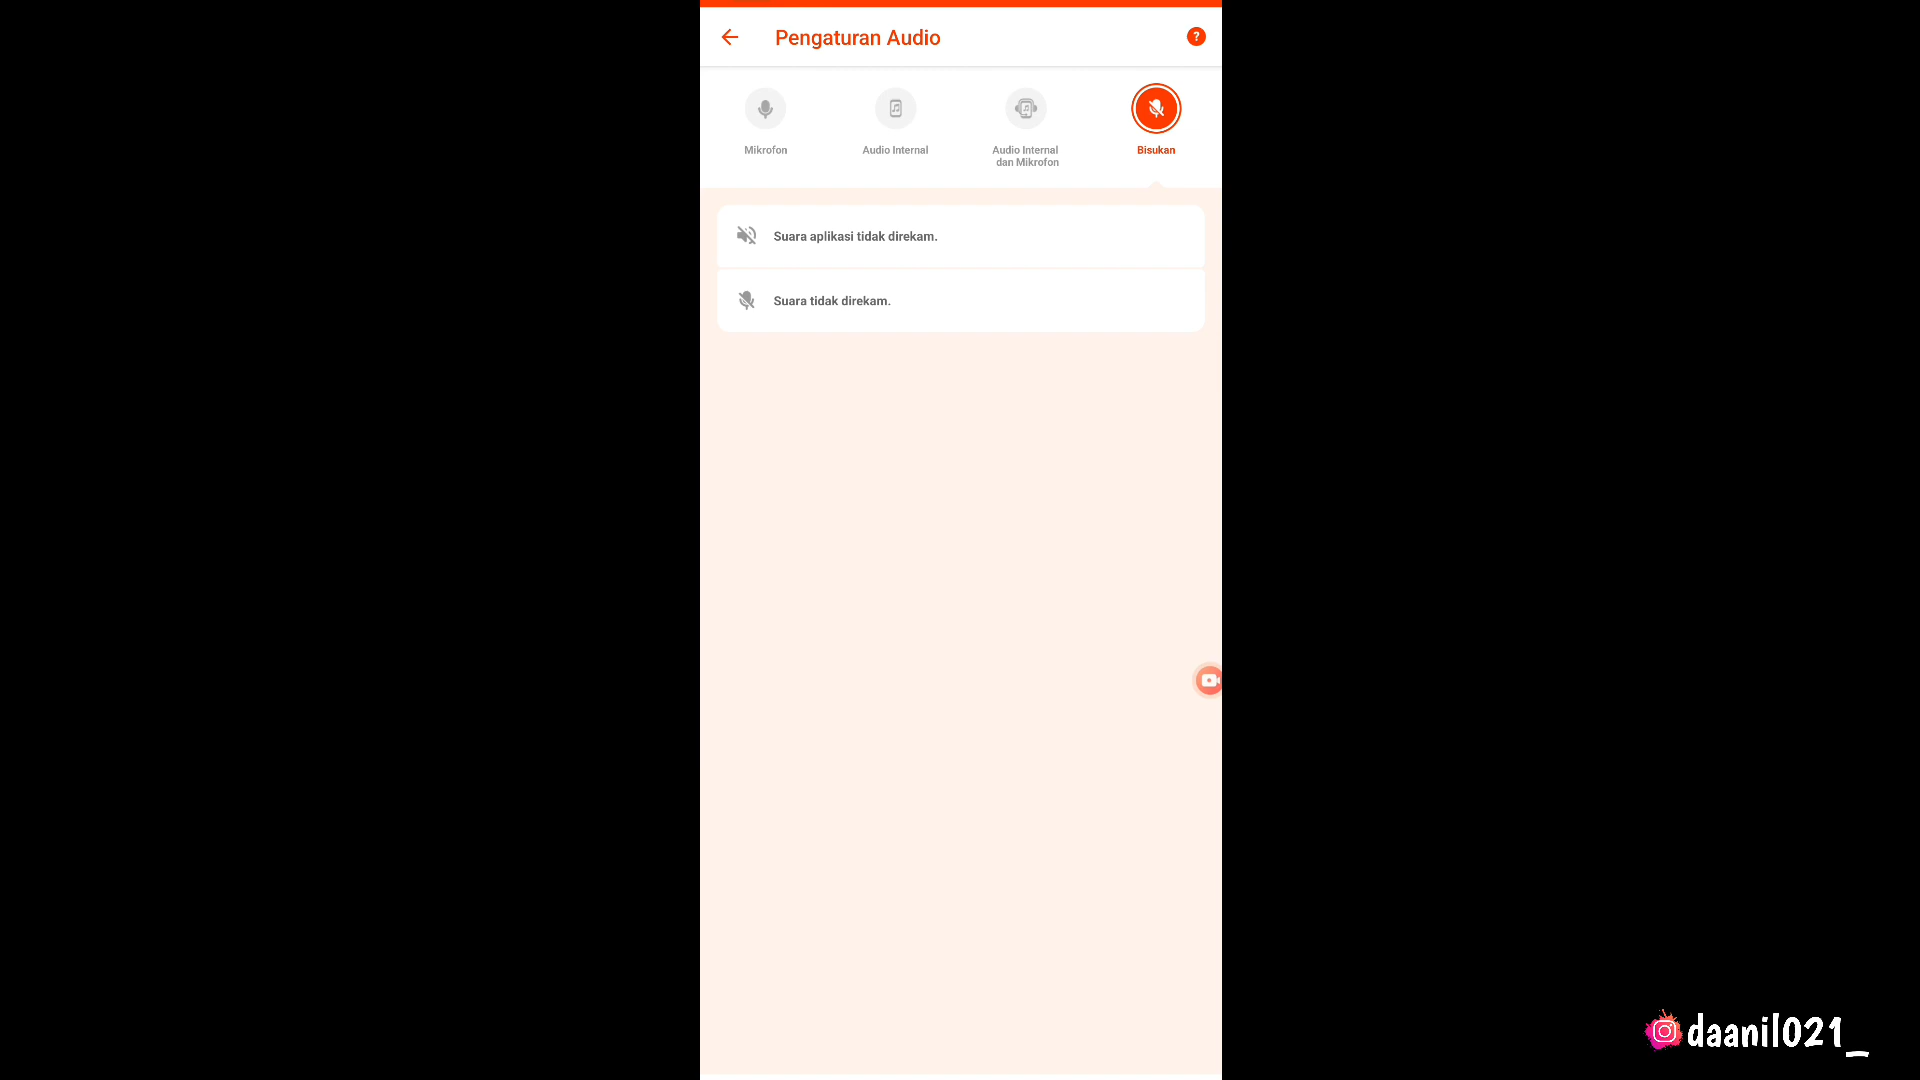 Pengaturan Audio
?
Mikrofon
Audio Internal
Audio Internal
dan Mikrofon
Bisukan
Suara aplikasi tidak direkam.
Suara tidak direkam.
daanil021_